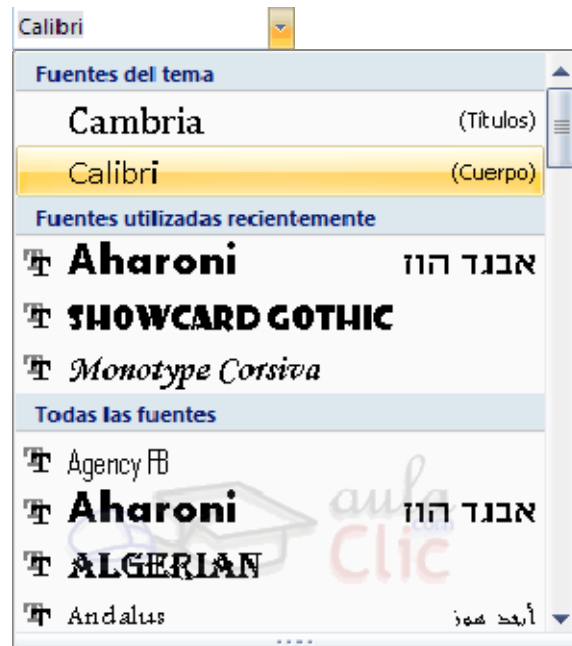 Calibri
Fuentes del tema
Cambria (Títulos)
Calibri (Cuerpo)
Fuentes utilizadas recientemente
Aharoni אבגד הוז
SHOWCARD GOTHIC
Monotype Corsiva
Todas las fuentes
Agency FB
Aharoni אבגד הוז
ALGERIAN
Andalus أبجد هوز
aula
.com
Clic